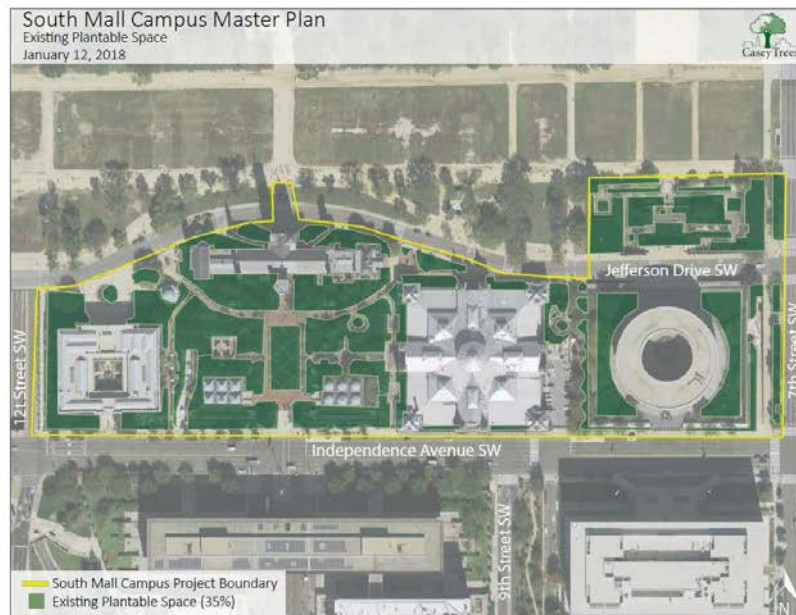 South Mall Campus Master Plan
Existing Plantable Space
January 12, 2018
Casey Trees
Jefferson Drive SW
12t Street SW
7th Street SW
Independence Avenue SW
9th Street SW
South Mall Campus Project Boundary
Existing Plantable Space (35%)
N